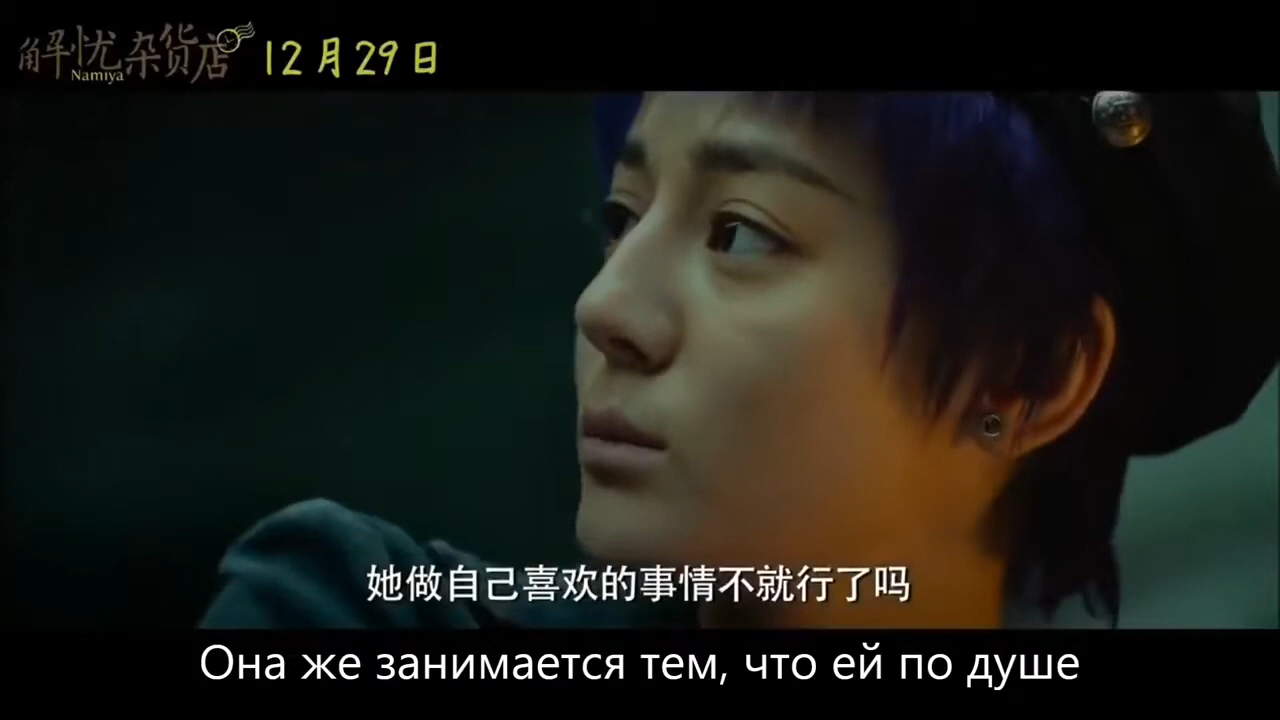 解忧杂货店
Namiya
12月29日
她做自己喜欢的事情不就行了吗
Она же занимается тем, что ей по душе